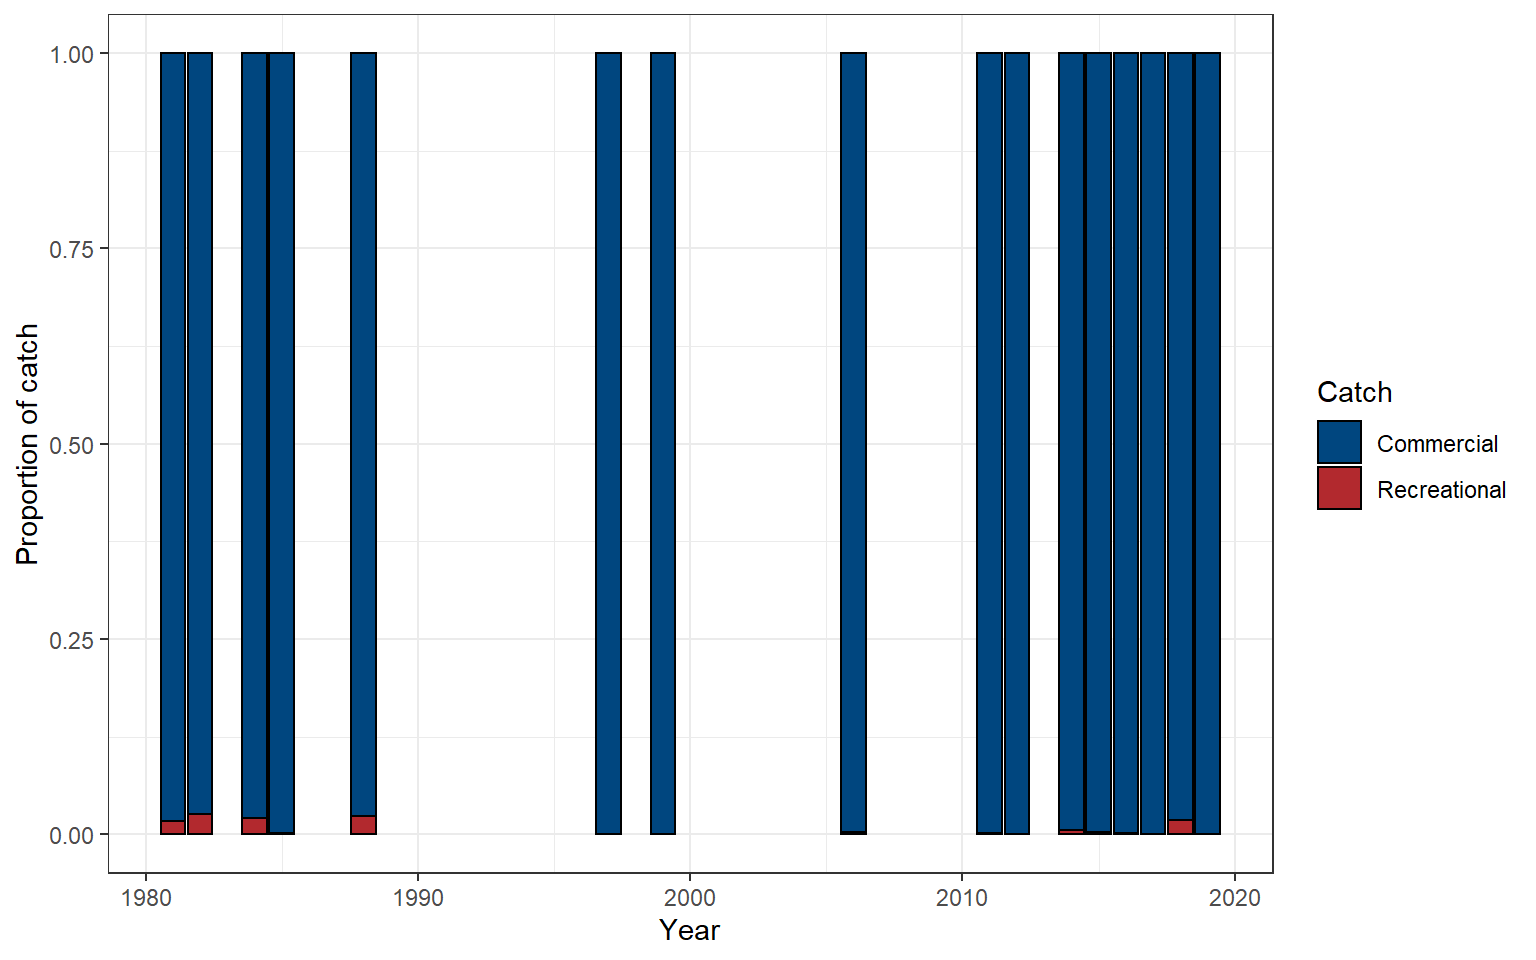 1.00
0.75
0.50
0.25
0.00
Proportion of catch
1980 1990 2000 2010 2020
Year
Catch
Commercial
Recreational